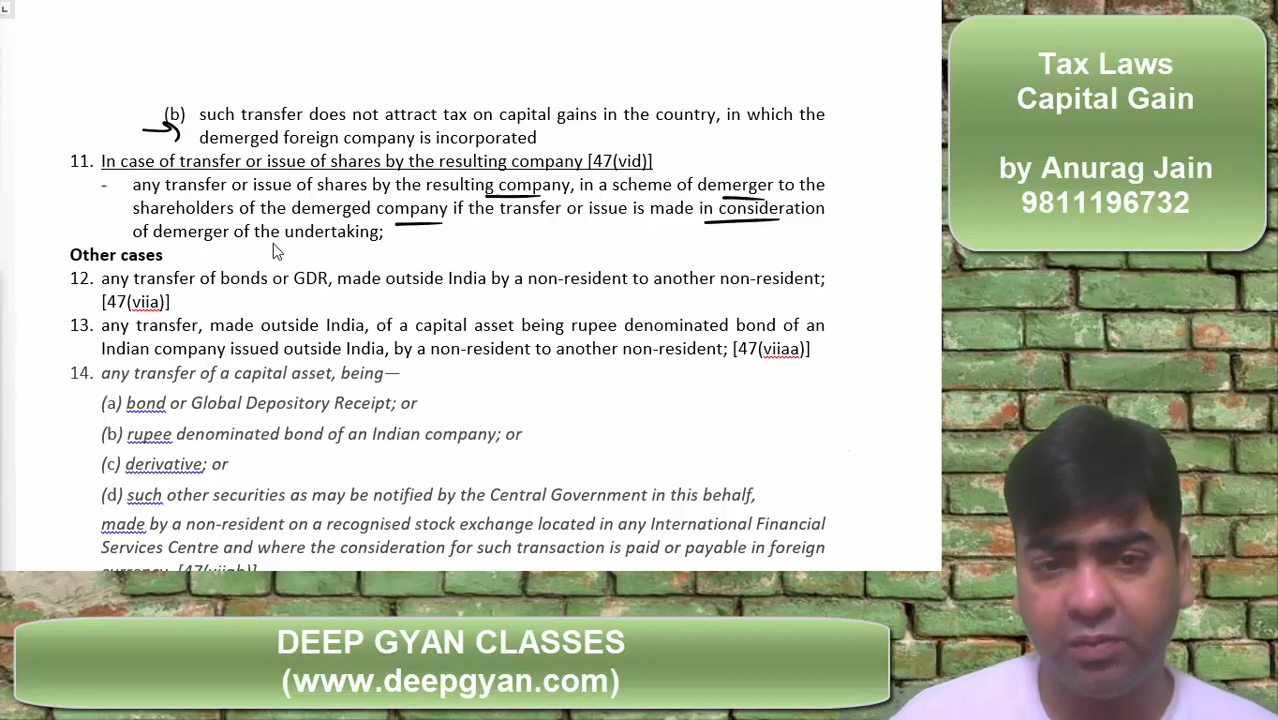 (b) such transfer does not attract tax on capital gains in the country, in which the
demerged foreign company is incorporated
11. In case of transfer or issue of shares by the resulting company [47(vid)]
- any transfer or issue of shares by the resulting company, in a scheme of demerger to the
shareholders of the demerged company if the transfer or issue is made in consideration
of demerger of the undertaking;
Other cases
12. any transfer of bonds or GDR, made outside India by a non-resident to another non-resident;
[47(viia)]
13. any transfer, made outside India, of a capital asset being rupee denominated bond of an
Indian company issued outside India, by a non-resident to another non-resident; [47(viiaa)]
14. any transfer of a capital asset, being—
(a) bond or Global Depository Receipt; or
(b) rupee denominated bond of an Indian company; or
(c) derivative; or
(d) such other securities as may be notified by the Central Government in this behalf,
made by a non-resident on a recognised stock exchange located in any International Financial
Services Centre and where the consideration for such transaction is paid or payable in foreign
currency. [47(viiab)]
Tax Laws
Capital Gain
by Anurag Jain
9811196732
DEEP GYAN CLASSES
(www.deepgyan.com)